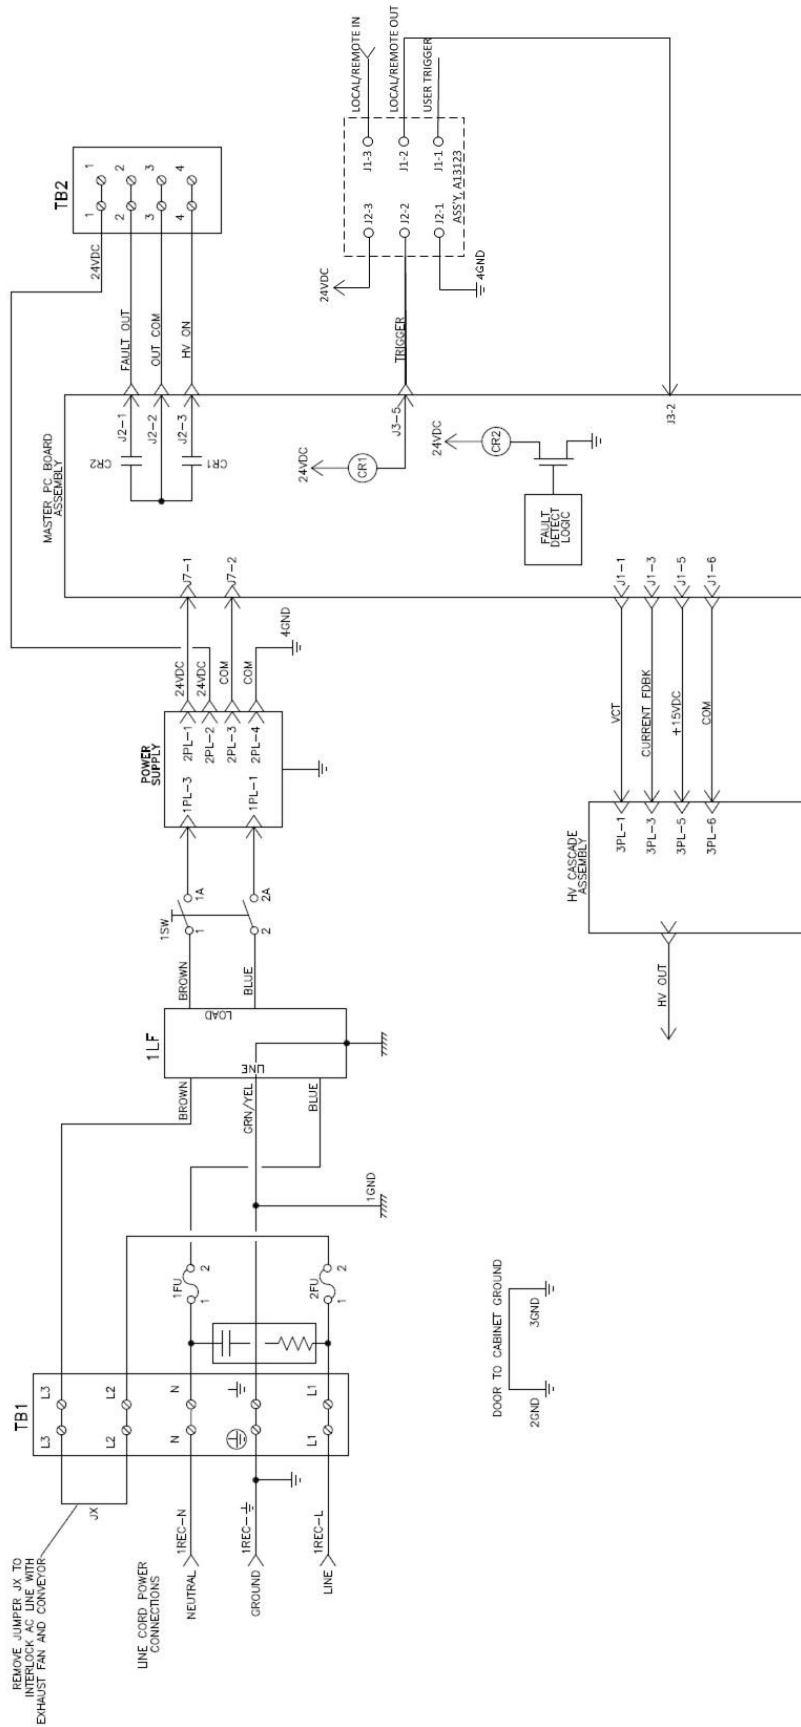 REMOVE JUMPER JX TO
INTERLOCK AC LINE WITH
EXHAUST FAN AND CONVEYOR
JX
LINE CORD POWER
CONNECTIONS
NEUTRAL
1REC-N
GROUND
1REC-⏚
LINE
1REC-L
TB1
L3
L3
L2
L2
N
N
L1
L1
1FU
1
2
2FU
1
2
1GND
BROWN
GRN/YEL
BLUE
1LF
LINE
LOAD
BROWN
BLUE
1SW
1
1A
2
2A
POWER
SUPPLY
1PL-3
1PL-1
2PL-1
2PL-2
2PL-3
2PL-4
24VDC
24VDC
COM
COM
4GND
MASTER PC BOARD
ASSEMBLY
J7-1
J7-2
CR2
CR1
J2-1
J2-2
J2-3
FAULT OUT
OUT COM
HV ON
24VDC
TB2
1
1
2
2
3
3
4
4
24VDC
CR1
J3-5
TRIGGER
24VDC
CR2
FAULT
DETECT
LOGIC
J3-2
24VDC
4GND
J2-3
J2-2
J2-1
J1-3
J1-2
J1-1
ASS'Y, A13123
LOCAL/REMOTE IN
LOCAL/REMOTE OUT
USER TRIGGER
J1-1
J1-3
J1-5
J1-6
VCT
CURRENT FDBK
+15VDC
COM
3PL-1
3PL-3
3PL-5
3PL-6
HV CASCADE
ASSEMBLY
HV OUT
DOOR TO CABINET GROUND
2GND
3GND